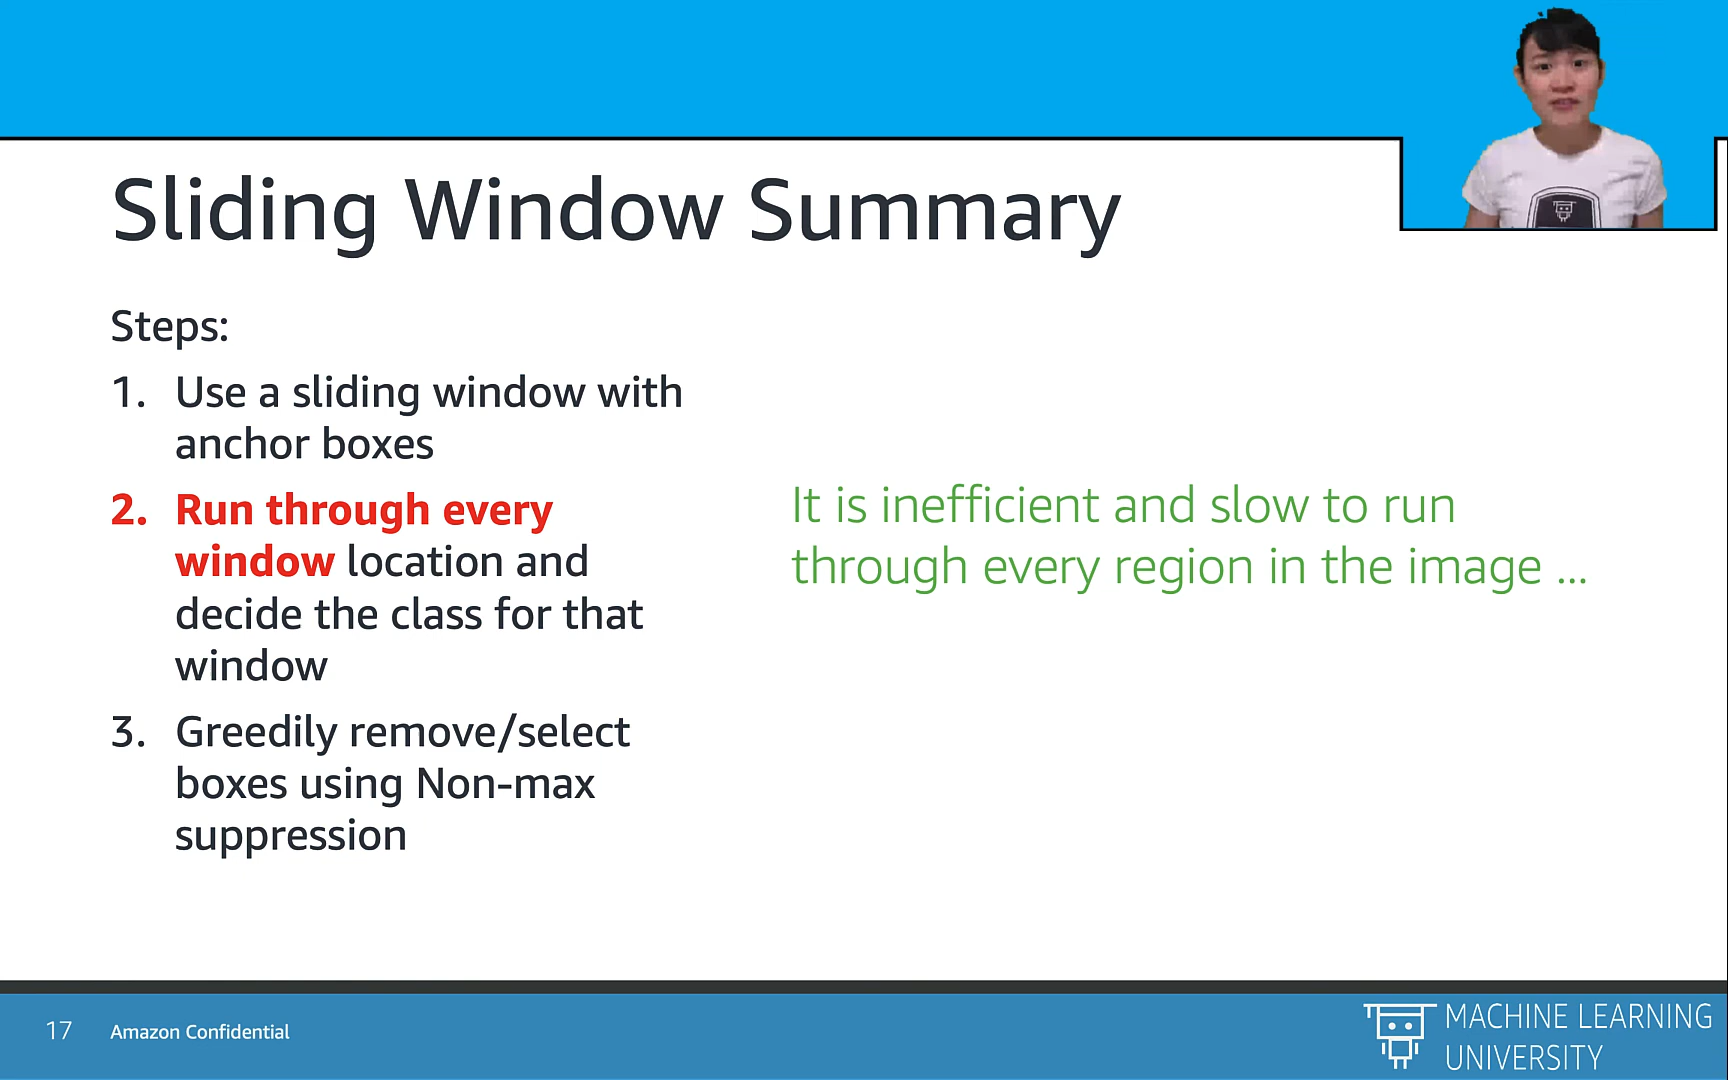 Sliding Window Summary
Steps:
1. Use a sliding window with
anchor boxes
2. Run through every
window location and
decide the class for that
window
3. Greedily remove/select
boxes using Non-max
suppression
It is inefficient and slow to run
through every region in the image ...
17 Amazon Confidential
MACHINE LEARNING
UNIVERSITY